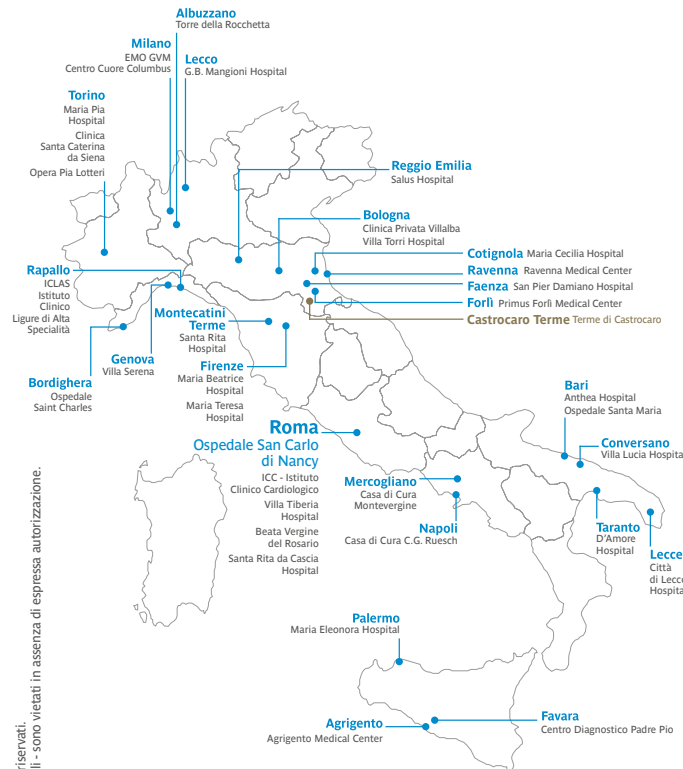 Albuzzano
Torre della Rocchetta
Milano
EMO GVM
Centro Cuore Columbus
Lecco
G.B. Mangioni Hospital
Torino
Maria Pia
Hospital
Clinica
Santa Caterina
da Siena
Opera Pia Lotteri
Reggio Emilia
Salus Hospital
Bologna
Clinica Privata Villalba
Villa Torri Hospital
Cotignola Maria Cecilia Hospital
Ravenna Ravenna Medical Center
Faenza San Pier Damiano Hospital
Forlì Primus Forlì Medical Center
Castrocaro Terme Terme di Castrocaro
Rapallo
ICLAS
Istituto
Clinico
Ligure di Alta
Specialità
Montecatini
Terme
Santa Rita
Hospital
Genova
Villa Serena
Firenze
Maria Beatrice
Hospital
Maria Teresa
Hospital
Bordighera
Ospedale
Saint Charles
Bari
Anthea Hospital
Ospedale Santa Maria
Roma
Ospedale San Carlo
di Nancy
ICC - Istituto
Clinico Cardiologico
Villa Tiberia
Hospital
Beata Vergine
del Rosario
Santa Rita da Cascia
Hospital
Conversano
Villa Lucia Hospita
Mercogliano
Casa di Cura
Montevergine
Napoli
Casa di Cura C.G. Ruesch
Taranto
D'Amore
Hospital
Lecce
Città
di Lecce
Hospita
Palermo
Maria Eleonora Hospital
Agrigento
Agrigento Medical Center
Favara
Centro Diagnostico Padre Pio
riservati.
li - sono vietati in assenza di espressa autorizzazione.